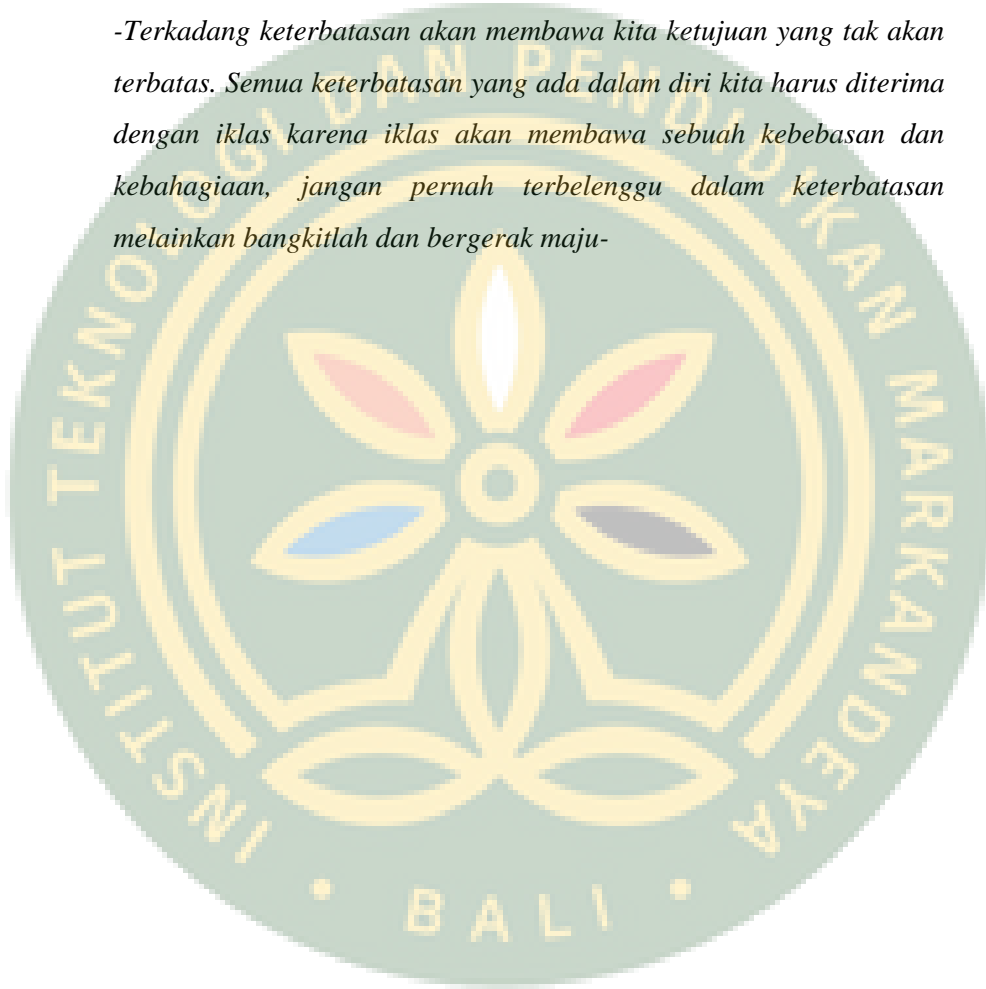 -Terkadang keterbatasan akan membawa kita ketujuan yang tak akan
terbatas. Semua keterbatasan yang ada dalam diri kita harus diterima
dengan iklas karena iklas akan membawa sebuah kebebasan dan
kebahagiaan, jangan pernah terbelenggu dalam keterbatasan
melainkan bangkitlah dan bergerak maju-
INSTITUT TEKNOLOGI DAN PENDIDIKAN MARKANDEYA
• BALI •